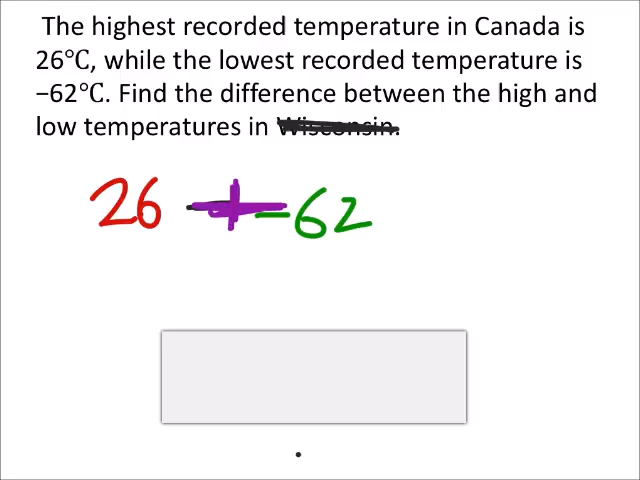 The highest recorded temperature in Canada is
26℃, while the lowest recorded temperature is
−62℃. Find the difference between the high and
low temperatures in Wisconsin.
26 + -62